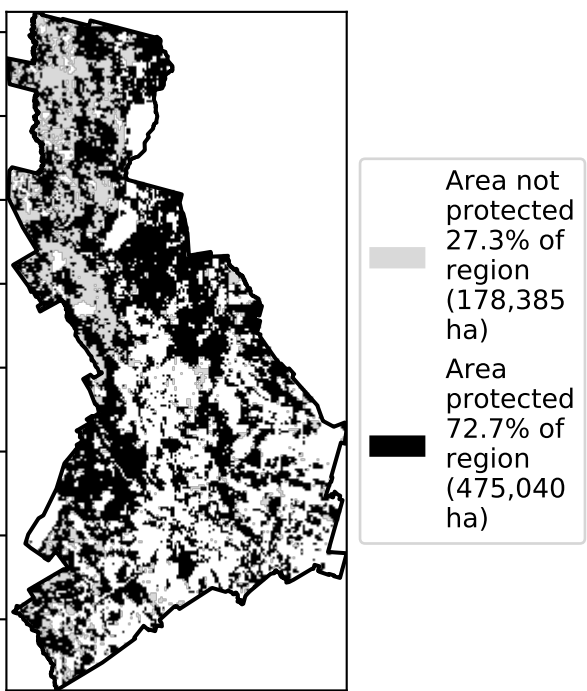 Area not
protected
27.3% of
region
(178,385
ha)
Area
protected
72.7% of
region
(475,040
ha)